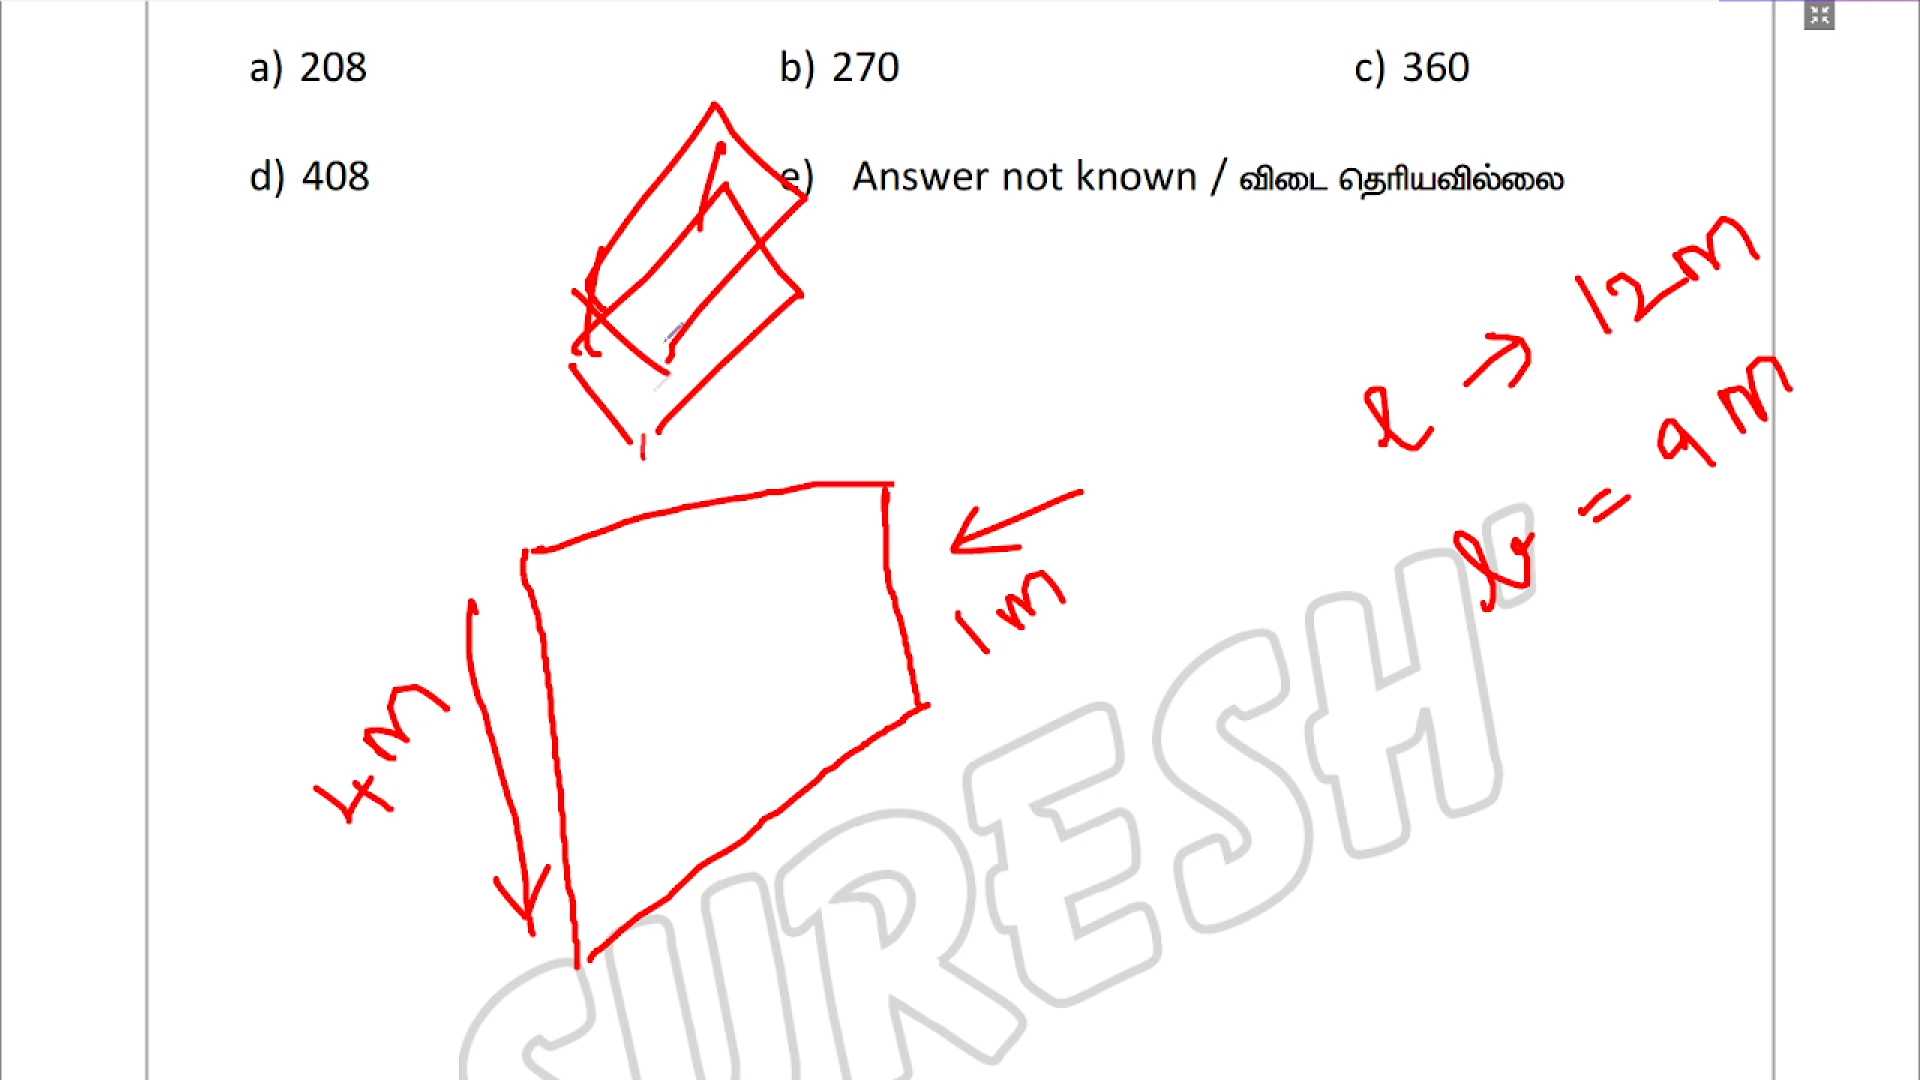 a) 208 b) 270 c) 360
d) 408 e) Answer not known / விடை தெரியவில்லை
l → 12m
b = 9m
1m
4m
SURESH'